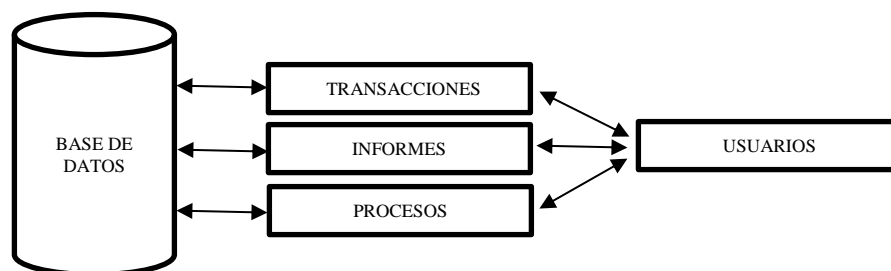 BASE DE
DATOS
TRANSACCIONES
INFORMES
PROCESOS
USUARIOS